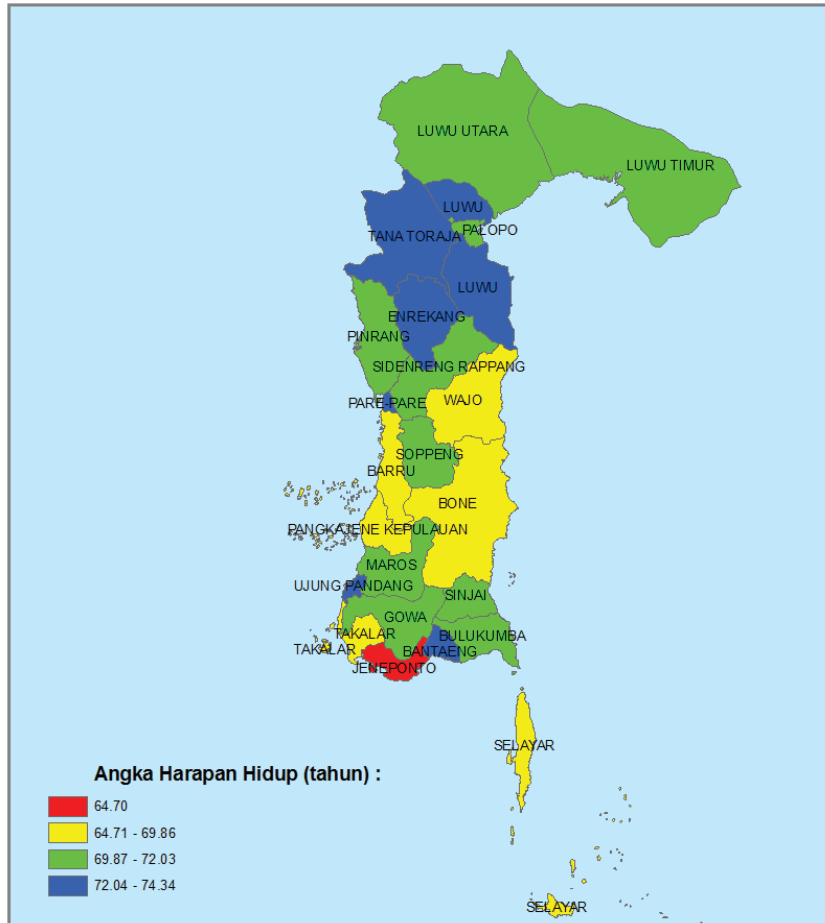 LUWU UTARA
LUWU TIMUR
LUWU
PALOPO
TANA TORAJA
LUWU
ENREKANG
PINRANG
SIDENRENG RAPPANG
PARE-PARE
WAJO
SOPPENG
BARRU
BONE
PANGKAJENE KEPULAUAN
MAROS
UJUNG PANDANG
SINJAI
GOWA
TAKALAR
BULUKUMBA
TAKALAR
BANTAENG
JENEPONTO
SELAYAR
Angka Harapan Hidup (tahun) :
64.70
64.71 - 69.86
69.87 - 72.03
72.04 - 74.34
SELAYAR